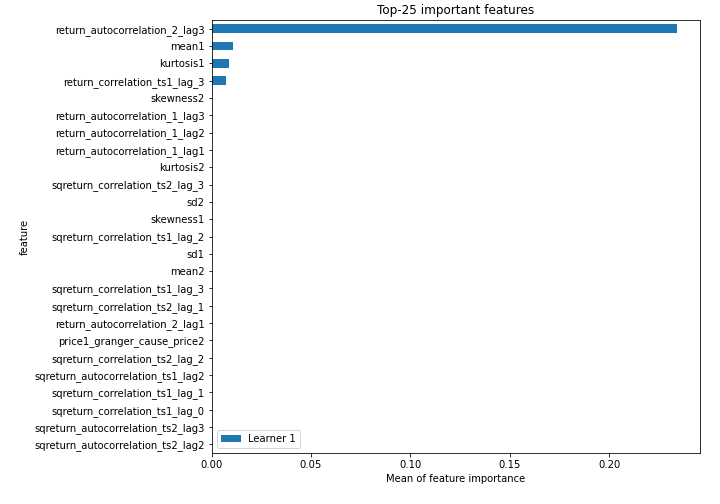 Top-25 important features
return_autocorrelation_2_lag3
mean1
kurtosis1
return_correlation_ts1_lag_3
skewness2
return_autocorrelation_1_lag3
return_autocorrelation_1_lag2
return_autocorrelation_1_lag1
kurtosis2
sqreturn_correlation_ts2_lag_3
sd2
skewness1
sqreturn_correlation_ts1_lag_2
sd1
mean2
sqreturn_correlation_ts1_lag_3
sqreturn_correlation_ts2_lag_1
return_autocorrelation_2_lag1
price1_granger_cause_price2
sqreturn_correlation_ts2_lag_2
sqreturn_autocorrelation_ts1_lag2
sqreturn_correlation_ts1_lag_1
sqreturn_correlation_ts1_lag_0
sqreturn_autocorrelation_ts2_lag3
sqreturn_autocorrelation_ts2_lag2
feature
Learner 1
0.00 0.05 0.10 0.15 0.20
Mean of feature importance